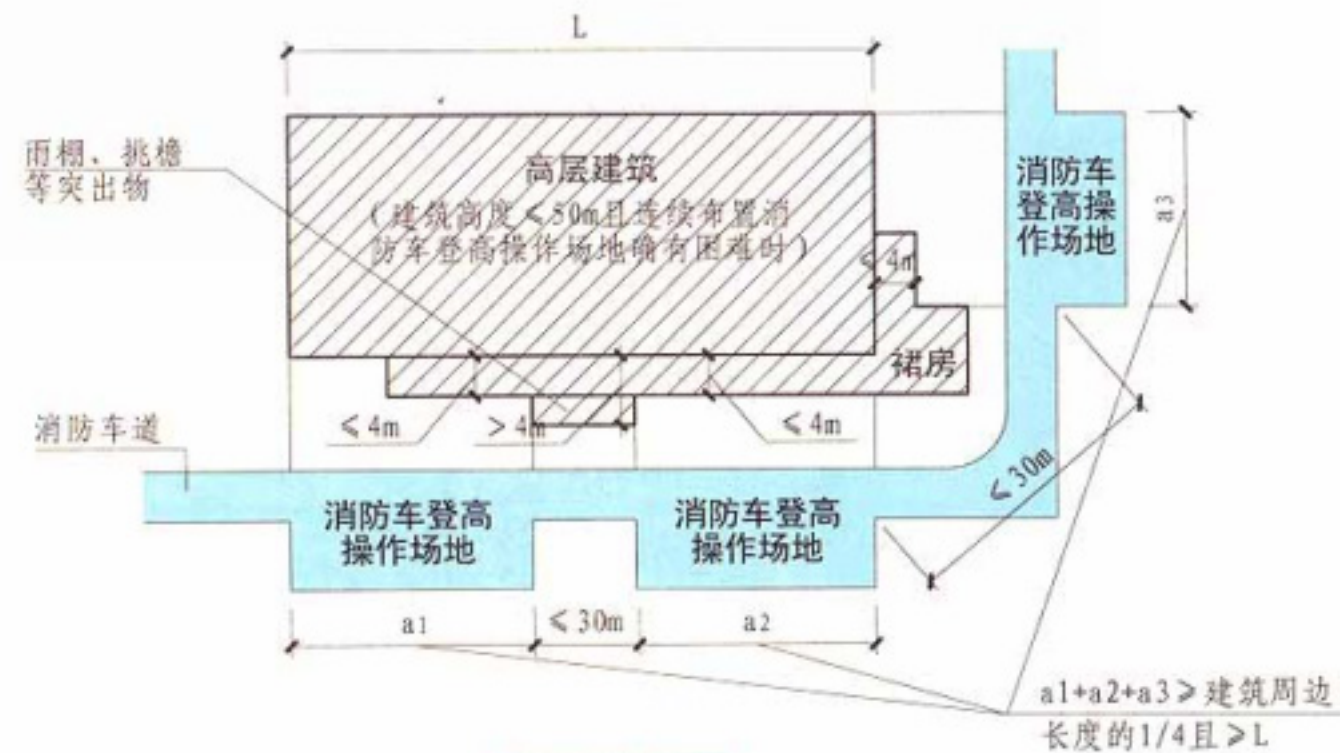 L
雨棚、挑檐
等突出物
高层建筑
(建筑高度≤50m且连续布置消
防车登高操作场地确有困难时)
≤4m
消防车
登高操
作场地
a3
裙房
≤4m
>4m
≤4m
消防车道
≤30m
消防车登高
操作场地
消防车登高
操作场地
a1
≤30m
a2
a1+a2+a3≥建筑周边
长度的1/4且≥L